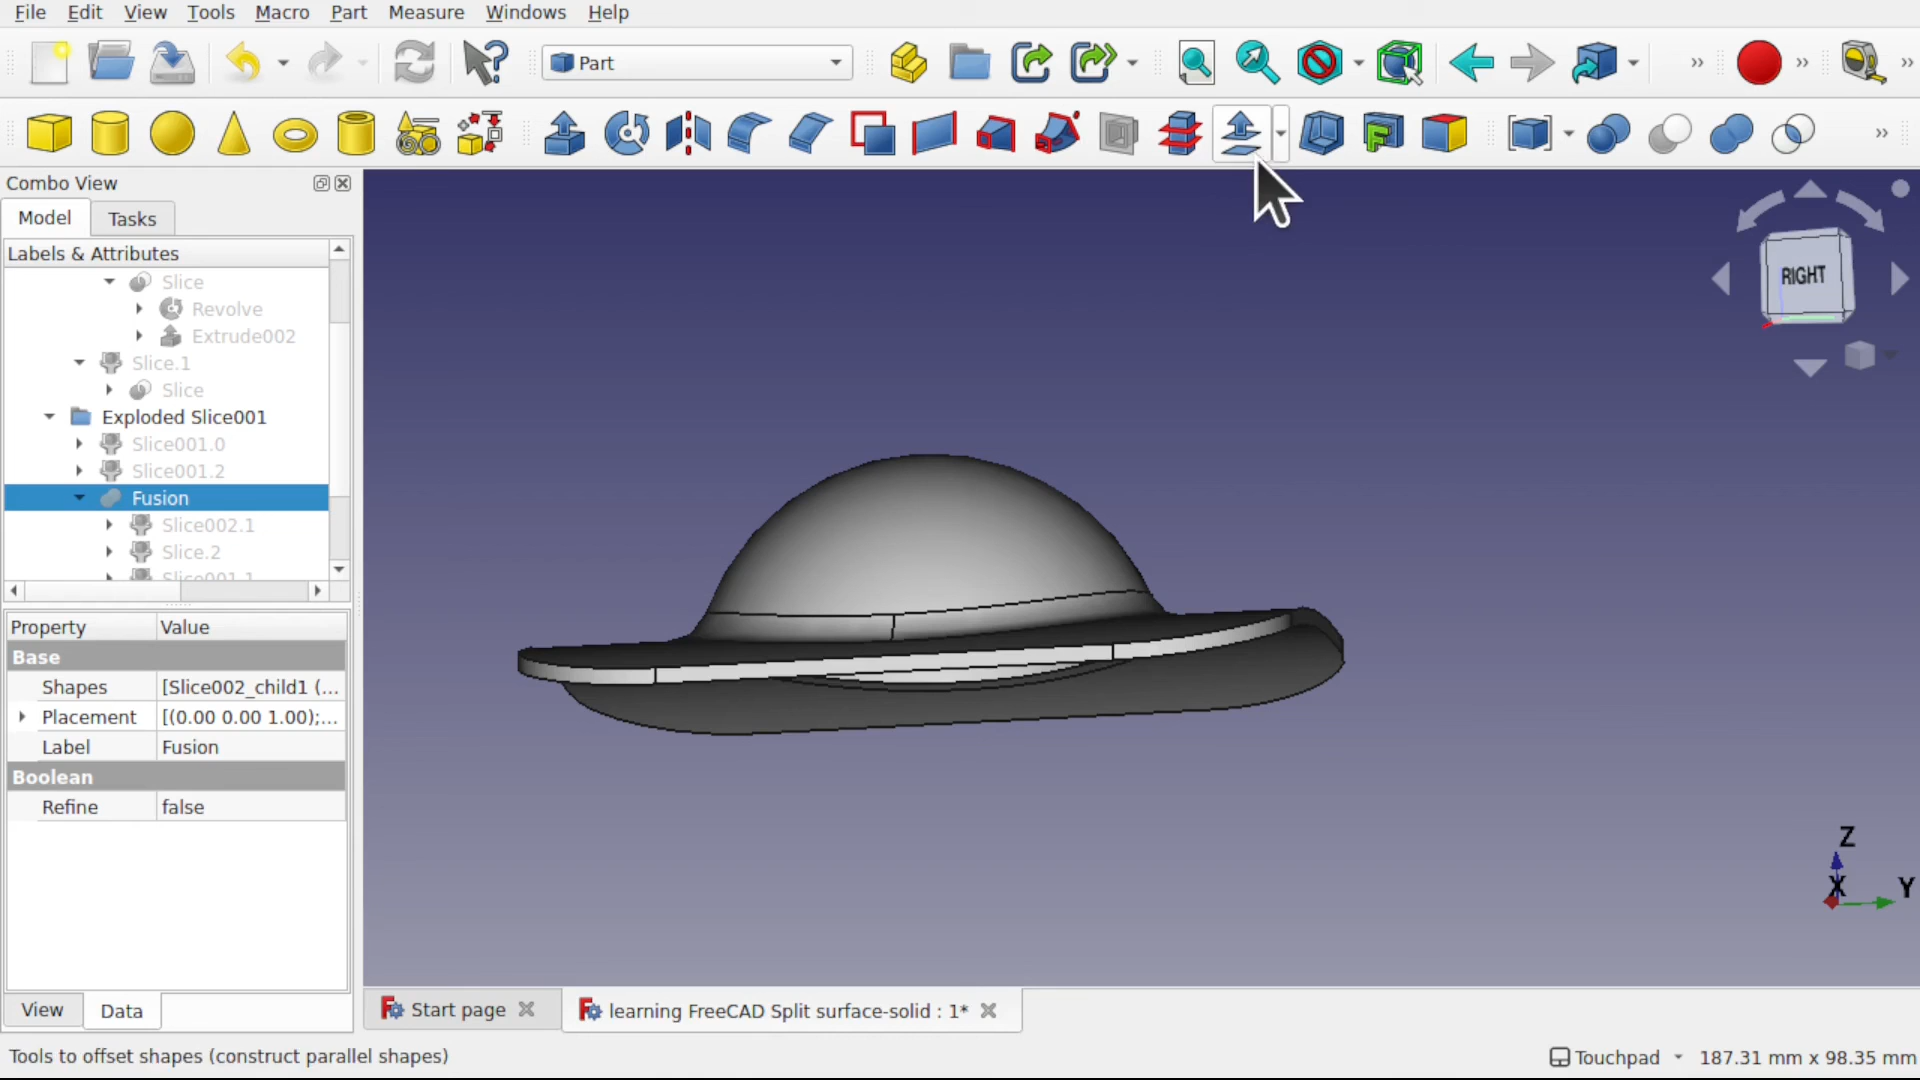 File Edit View Tools Macro Part Measure Windows Help
Part
Combo View
Model Tasks
Labels & Attributes
Slice
Revolve
Extrude002
Slice.1
Slice
Exploded Slice001
Slice001.0
Slice001.2
Fusion
Slice002.1
Slice.2
Slice001.1
Property Value
Base
Shapes [Slice002_child1 (...
Placement [(0.00 0.00 1.00);...
Label Fusion
Boolean
Refine false
View Data
RIGHT
Z
X Y
Start page
learning FreeCAD Split surface-solid : 1*
Tools to offset shapes (construct parallel shapes)
Touchpad 187.31 mm x 98.35 mm